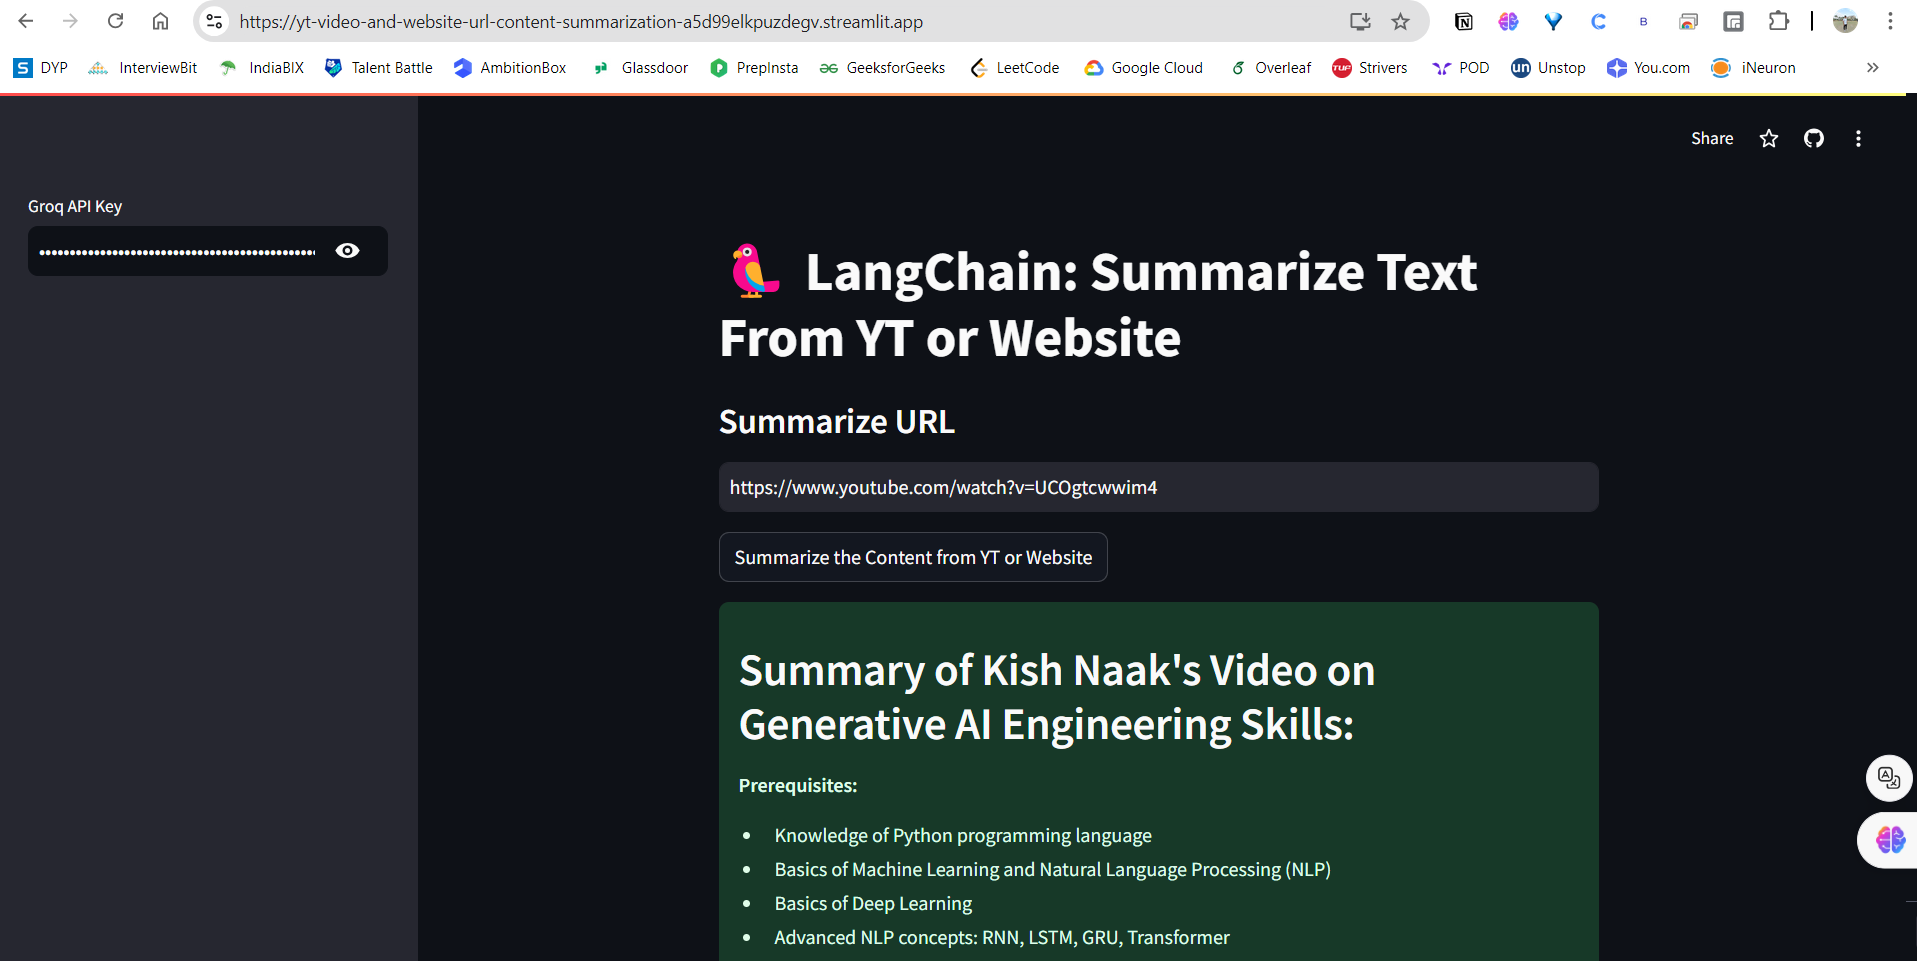 https://yt-video-and-website-url-content-summarization-a5d99elkpuzdegv.streamlit.app
S DYP InterviewBit IndiaBIX Talent Battle AmbitionBox Glassdoor PrepInsta GeeksforGeeks LeetCode Google Cloud Overleaf TUF Strivers POD un Unstop You.com iNeuron
Share
Groq API Key
LangChain: Summarize Text
From YT or Website
Summarize URL
https://www.youtube.com/watch?v=UCOgtcwwim4
Summarize the Content from YT or Website
Summary of Kish Naak's Video on
Generative AI Engineering Skills:
Prerequisites:
• Knowledge of Python programming language
• Basics of Machine Learning and Natural Language Processing (NLP)
• Basics of Deep Learning
• Advanced NLP concepts: RNN, LSTM, GRU, Transformer